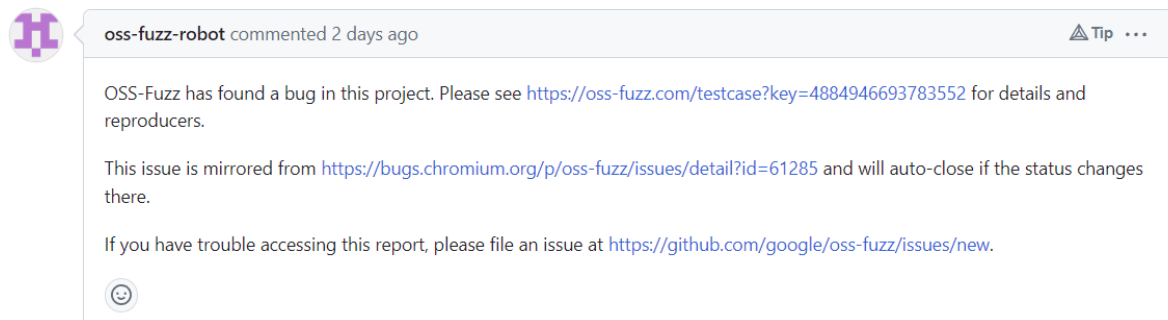 oss-fuzz-robot commented 2 days ago
Tip
OSS-Fuzz has found a bug in this project. Please see https://oss-fuzz.com/testcase?key=4884946693783552 for details and
reproducers.
This issue is mirrored from https://bugs.chromium.org/p/oss-fuzz/issues/detail?id=61285 and will auto-close if the status changes
there.
If you have trouble accessing this report, please file an issue at https://github.com/google/oss-fuzz/issues/new.